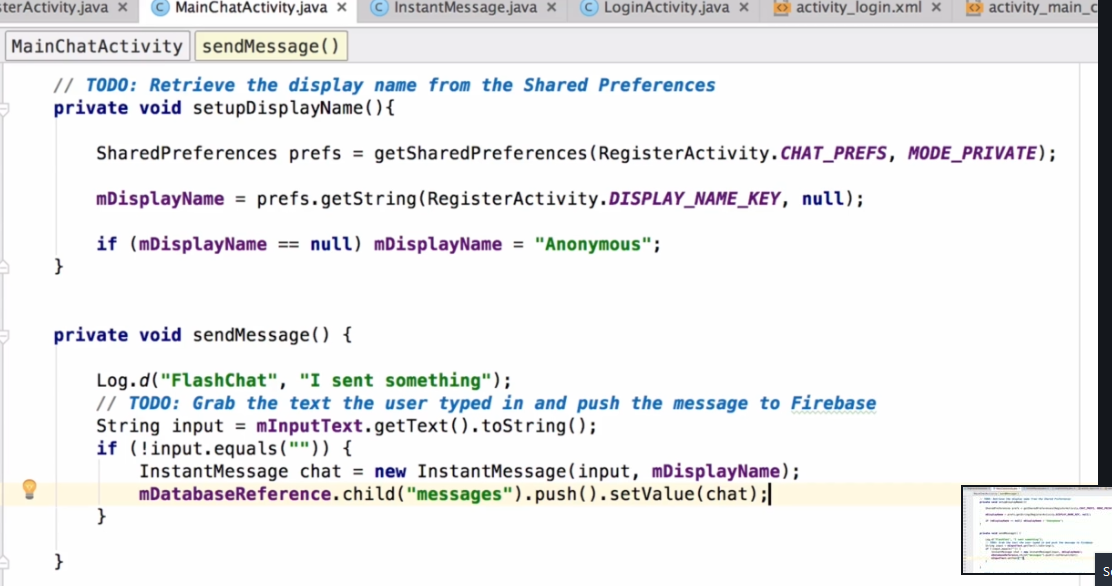 sterActivity.java × MainChatActivity.java × InstantMessage.java × LoginActivity.java × activity_login.xml × activity_main_c
MainChatActivity sendMessage()
// TODO: Retrieve the display name from the Shared Preferences
private void setupDisplayName(){
SharedPreferences prefs = getSharedPreferences(RegisterActivity.CHAT_PREFS, MODE_PRIVATE);
mDisplayName = prefs.getString(RegisterActivity.DISPLAY_NAME_KEY, null);
if (mDisplayName == null) mDisplayName = "Anonymous";
}
private void sendMessage() {
Log.d("FlashChat", "I sent something");
// TODO: Grab the text the user typed in and push the message to Firebase
String input = mInputText.getText().toString();
if (!input.equals("")) {
InstantMessage chat = new InstantMessage(input, mDisplayName);
mDatabaseReference.child("messages").push().setValue(chat);
}
}